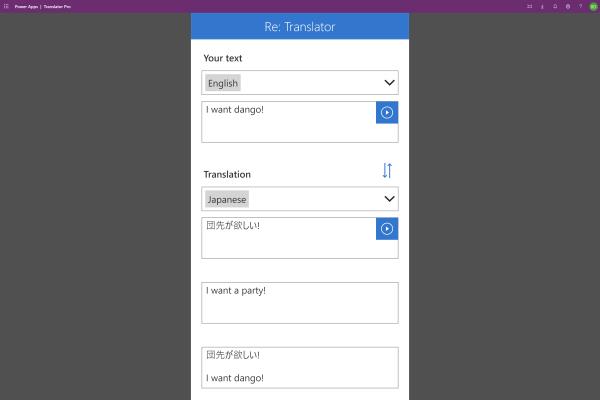 Power Apps | Translator Pro
Re: Translator
Your text
English
I want dango!
Translation
Japanese
団先が欲しい!
I want a party!
団先が欲しい!
I want dango!